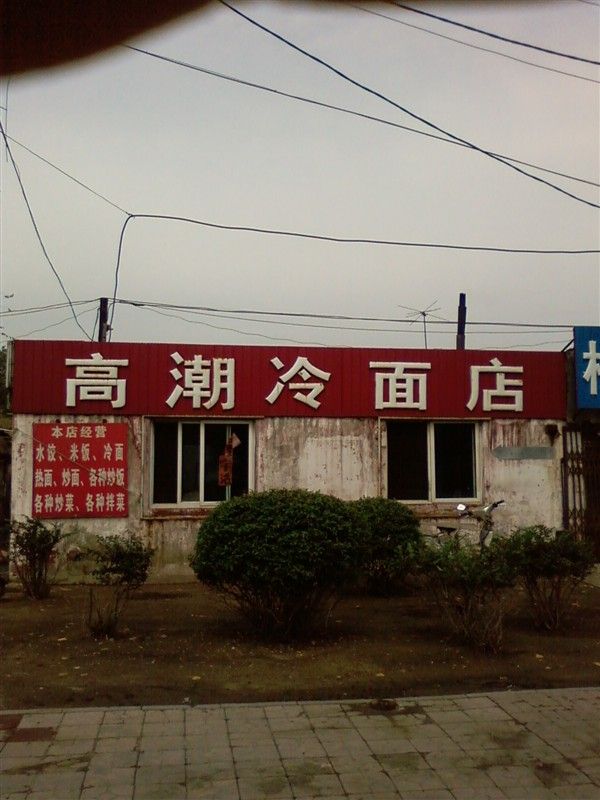 高潮冷面店
本店经营
水饺、米饭、冷面
热面、炒面、各种炒饭
各种炒菜、各种拌菜